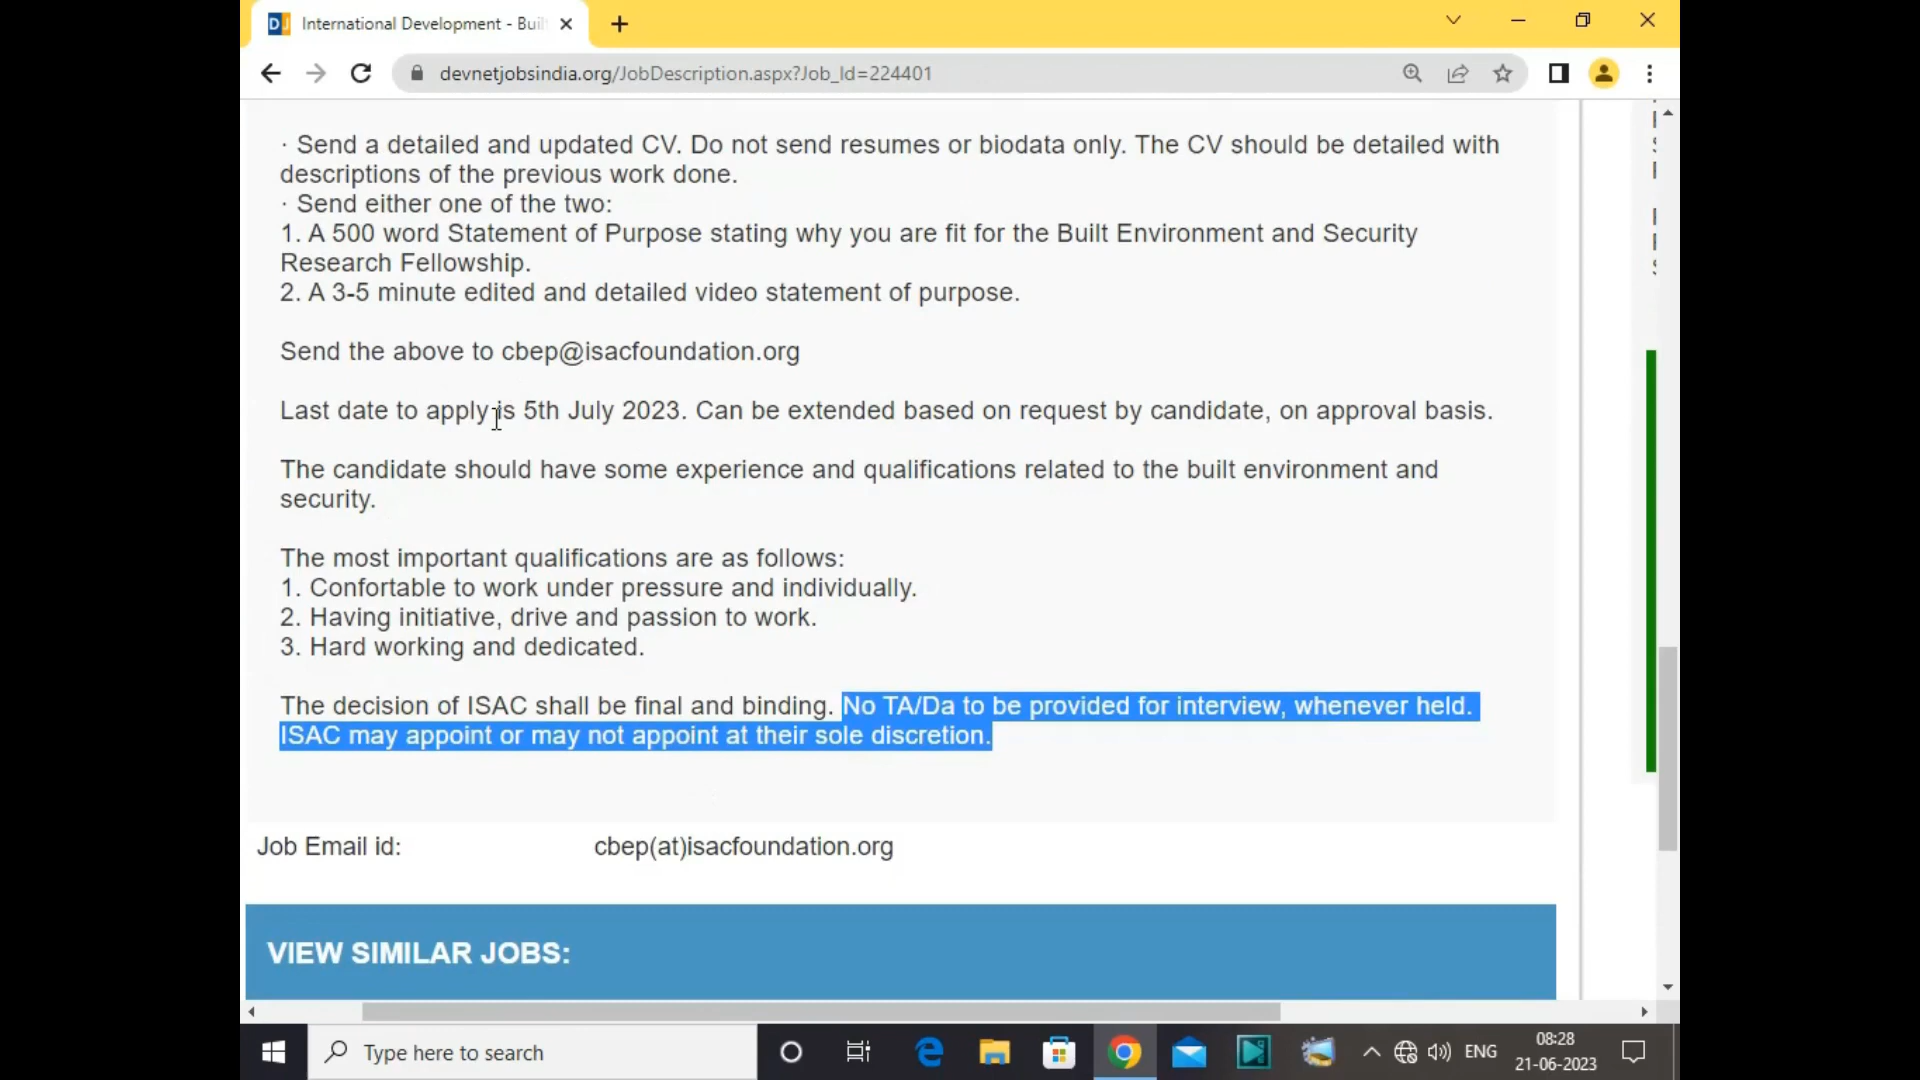 International Development - Buil
devnetjobsindia.org/JobDescription.aspx?Job_Id=224401
· Send a detailed and updated CV. Do not send resumes or biodata only. The CV should be detailed with
descriptions of the previous work done.
· Send either one of the two:
1. A 500 word Statement of Purpose stating why you are fit for the Built Environment and Security
Research Fellowship.
2. A 3-5 minute edited and detailed video statement of purpose.
Send the above to cbep@isacfoundation.org
Last date to apply is 5th July 2023. Can be extended based on request by candidate, on approval basis.
The candidate should have some experience and qualifications related to the built environment and
security.
The most important qualifications are as follows:
1. Confortable to work under pressure and individually.
2. Having initiative, drive and passion to work.
3. Hard working and dedicated.
The decision of ISAC shall be final and binding. No TA/Da to be provided for interview, whenever held.
ISAC may appoint or may not appoint at their sole discretion.
Job Email id: cbep(at)isacfoundation.org
VIEW SIMILAR JOBS:
Type here to search
ENG
08:28
21-06-2023